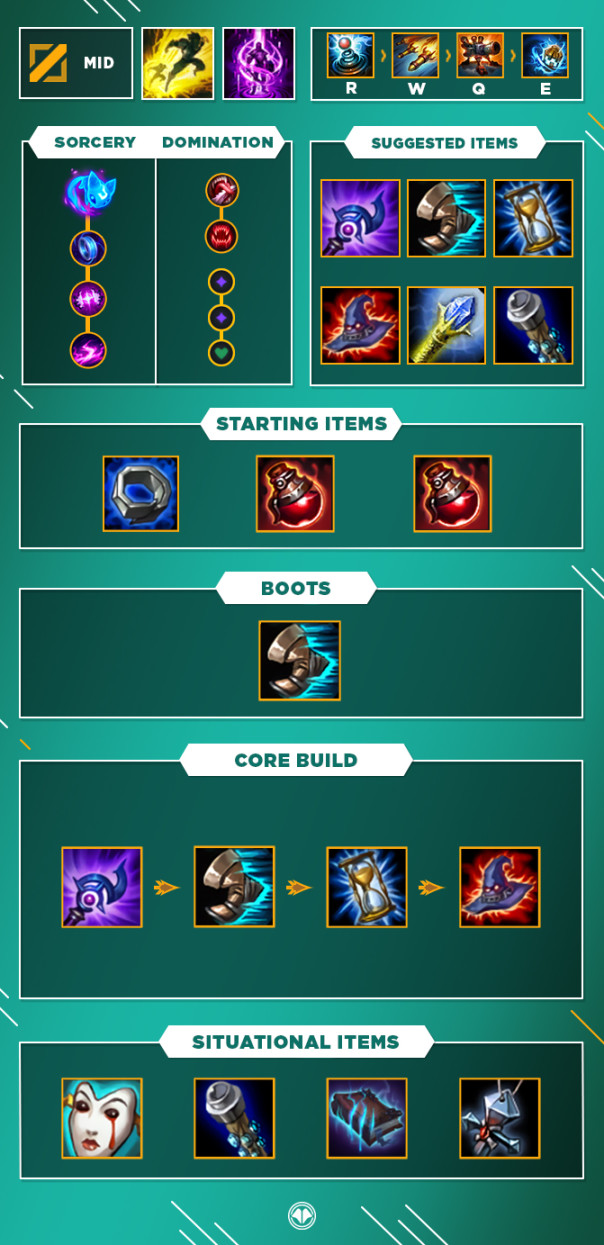 MID
R W Q E
SORCERY DOMINATION
SUGGESTED ITEMS
STARTING ITEMS
BOOTS
CORE BUILD
SITUATIONAL ITEMS